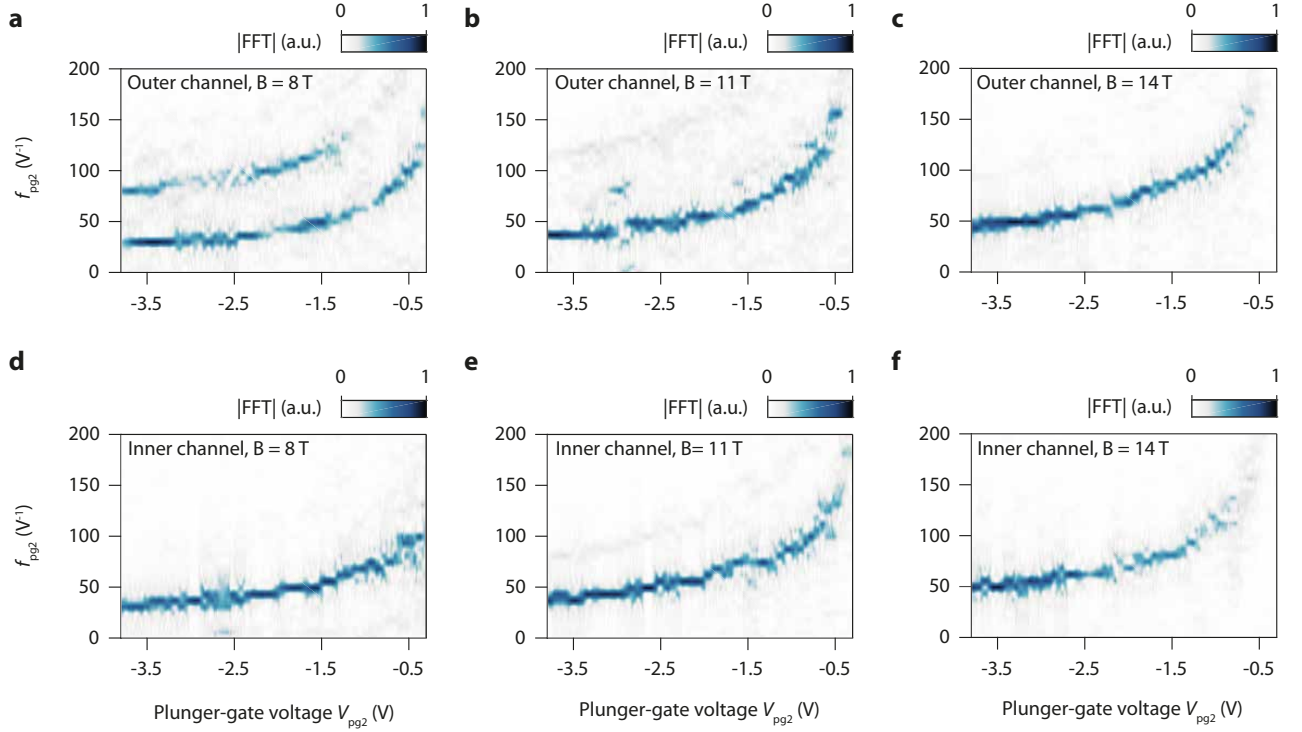 a
0 1
|FFT| (a.u.)
Outer channel, B = 8 T
200
150
100
50
0
f pg2 (V-1)
-3.5 -2.5 -1.5 -0.5
b
0 1
|FFT| (a.u.)
Outer channel, B = 11 T
200
150
100
50
0
-3.5 -2.5 -1.5 -0.5
c
0 1
|FFT| (a.u.)
Outer channel, B = 14 T
200
150
100
50
0
-3.5 -2.5 -1.5 -0.5
d
0 1
|FFT| (a.u.)
Inner channel, B = 8 T
200
150
100
50
0
f pg2 (V-1)
-3.5 -2.5 -1.5 -0.5
Plunger-gate voltage Vpg2 (V)
e
0 1
|FFT| (a.u.)
Inner channel, B= 11 T
200
150
100
50
0
-3.5 -2.5 -1.5 -0.5
Plunger-gate voltage Vpg2 (V)
f
0 1
|FFT| (a.u.)
Inner channel, B = 14 T
200
150
100
50
0
-3.5 -2.5 -1.5 -0.5
Plunger-gate voltage Vpg2 (V)